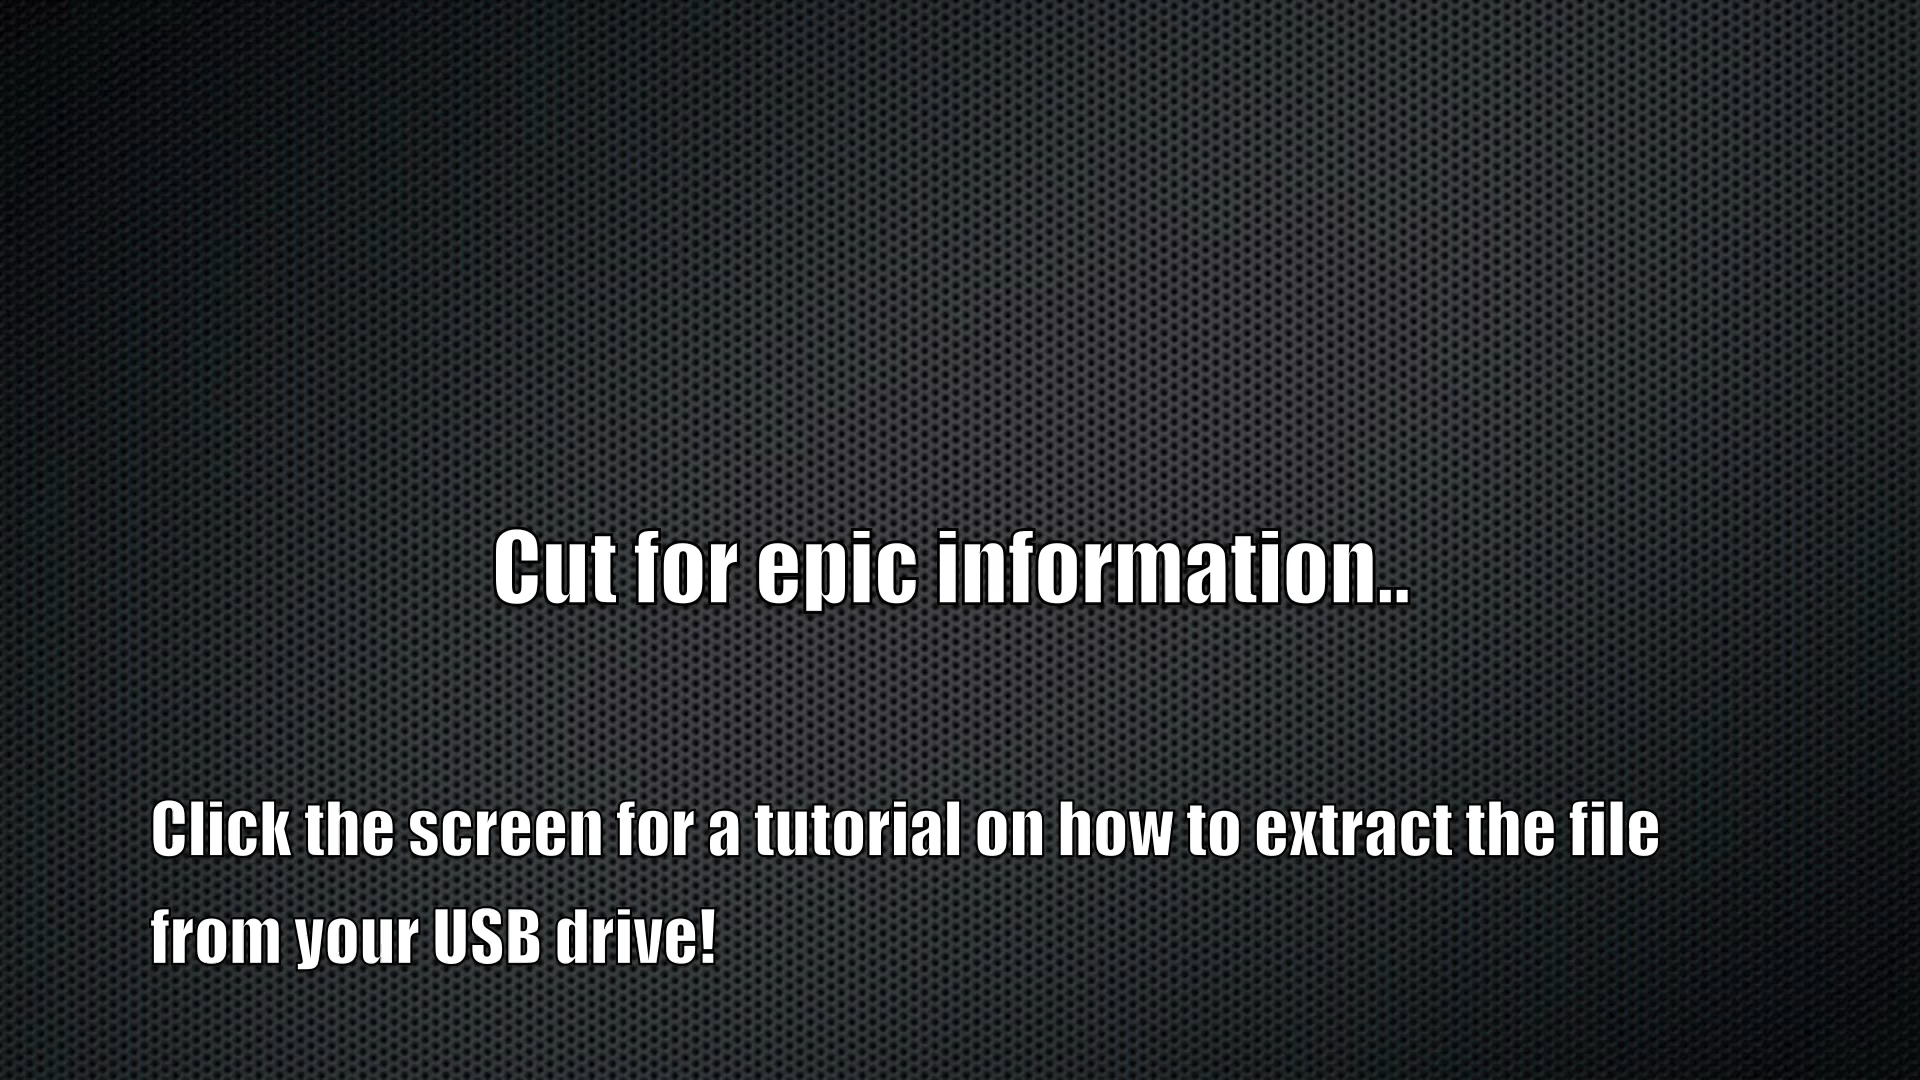 Cut for epic information..
Click the screen for a tutorial on how to extract the file
from your USB drive!